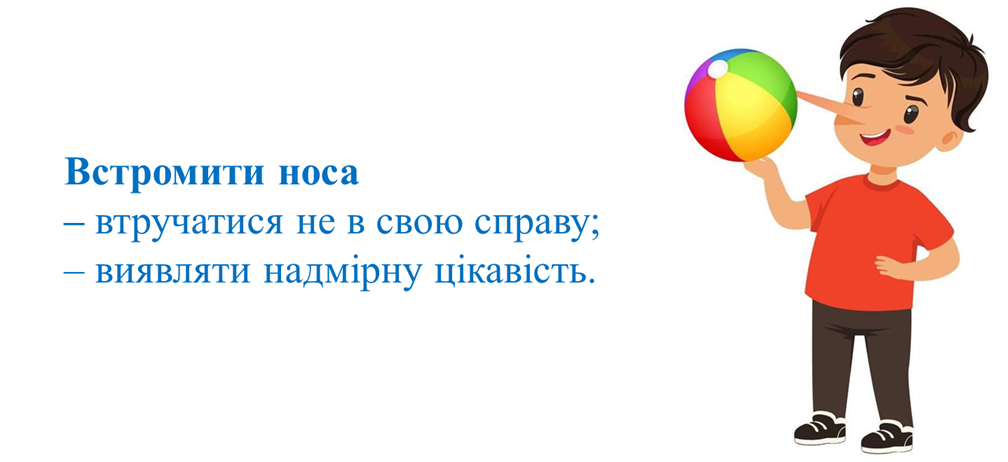 Встромити носа
– втручатися не в свою справу;
– виявляти надмірну цікавість.